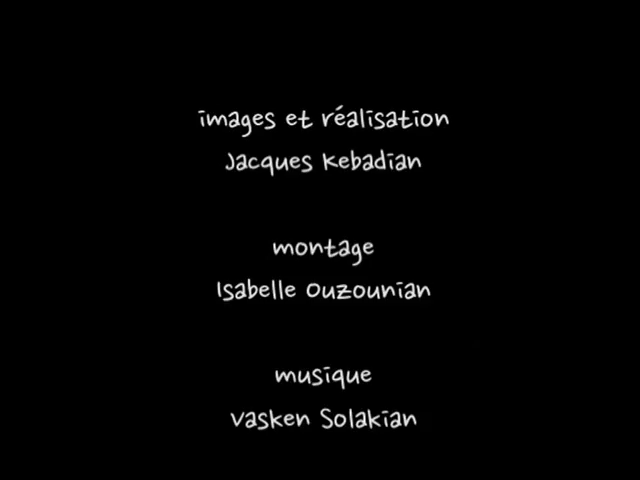 images et réalisation
Jacques Kebadian
montage
Isabelle Ouzounian
musique
Vasken Solakian